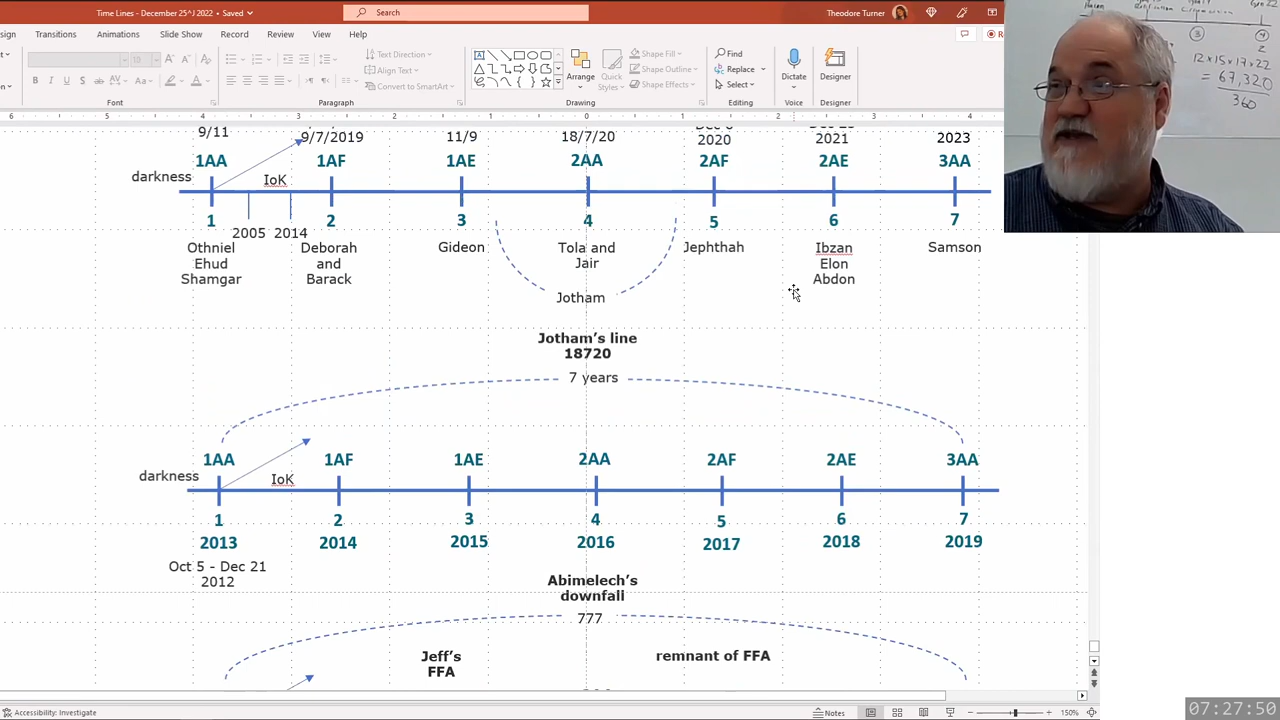 Time Lines - December 25^J 2022 • Saved
Search
Theodore Turner
sign Transitions Animations Slide Show Record Review View Help
Text Direction
Align Text
Convert to SmartArt
Arrange
Quick
Styles
Shape Fill
Shape Outline
Shape Effects
Find
Replace
Select
Dictate
Designer
Font Paragraph Drawing Editing Voice Designer
12x15x17x22
= 67,320
360
9/11 9/7/2019 11/9 18/7/20 2020 2021 2023
1AA 1AF 1AE 2AA 2AF 2AE 3AA
darkness IoK
1 2 3 4 5 6 7
2005 2014
Othniel
Ehud
Shamgar
Deborah
and
Barack
Gideon
Tola and
Jair
Jephthah
Ibzan
Elon
Abdon
Samson
Jotham
Jotham's line
18720
7 years
1AA 1AF 1AE 2AA 2AF 2AE 3AA
darkness IoK
1 2 3 4 5 6 7
2013 2014 2015 2016 2017 2018 2019
Oct 5 - Dec 21
2012
Abimelech's
downfall
777
Jeff's
FFA
remnant of FFA
Accessibility: Investigate
Notes
150%
07:27:50